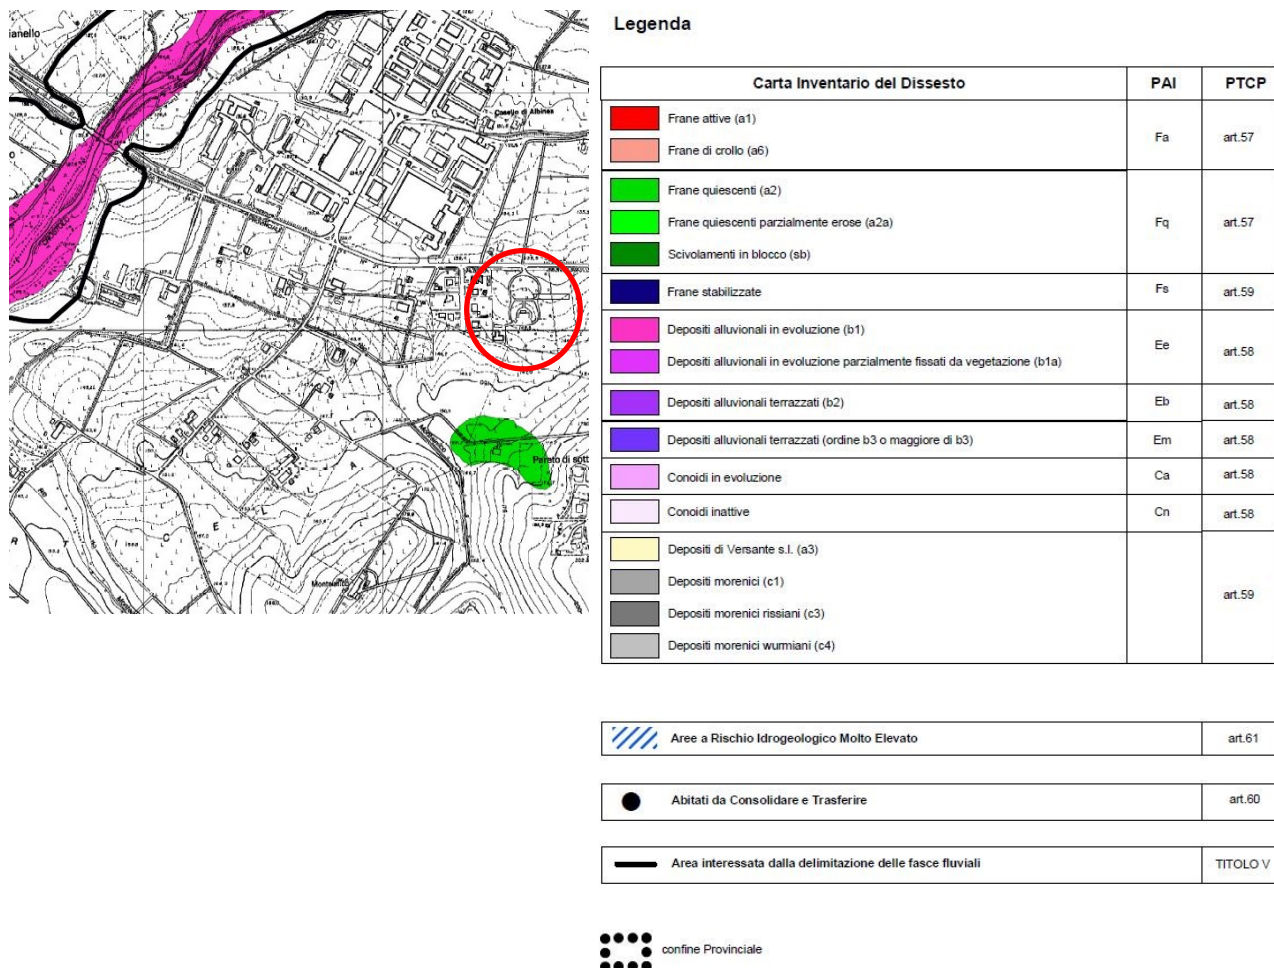 ianello
Castello di Albinea
Monteatico
Legenda
Carta Inventario del Dissesto PAI PTCP
Frane attive (a1)
Frane di crollo (a6)
Fa art.57
Frane quiescenti (a2)
Frane quiescenti parzialmente erose (a2a)
Scivolamenti in blocco (sb)
Fq art.57
Frane stabilizzate Fs art.59
Depositi alluvionali in evoluzione (b1)
Depositi alluvionali in evoluzione parzialmente fissati da vegetazione (b1a)
Ee art.58
Depositi alluvionali terrazzati (b2) Eb art.58
Depositi alluvionali terrazzati (ordine b3 o maggiore di b3) Em art.58
Conoidi in evoluzione Ca art.58
Conoidi inattive Cn art.58
Depositi di Versante s.l. (a3)
Depositi morenici (c1)
Depositi morenici rissiani (c3)
Depositi morenici wurmiani (c4)
art.59
Aree a Rischio Idrogeologico Molto Elevato art.61
Abitati da Consolidare e Trasferire art.60
Area interessata dalla delimitazione delle fasce fluviali TITOLO V
confine Provinciale